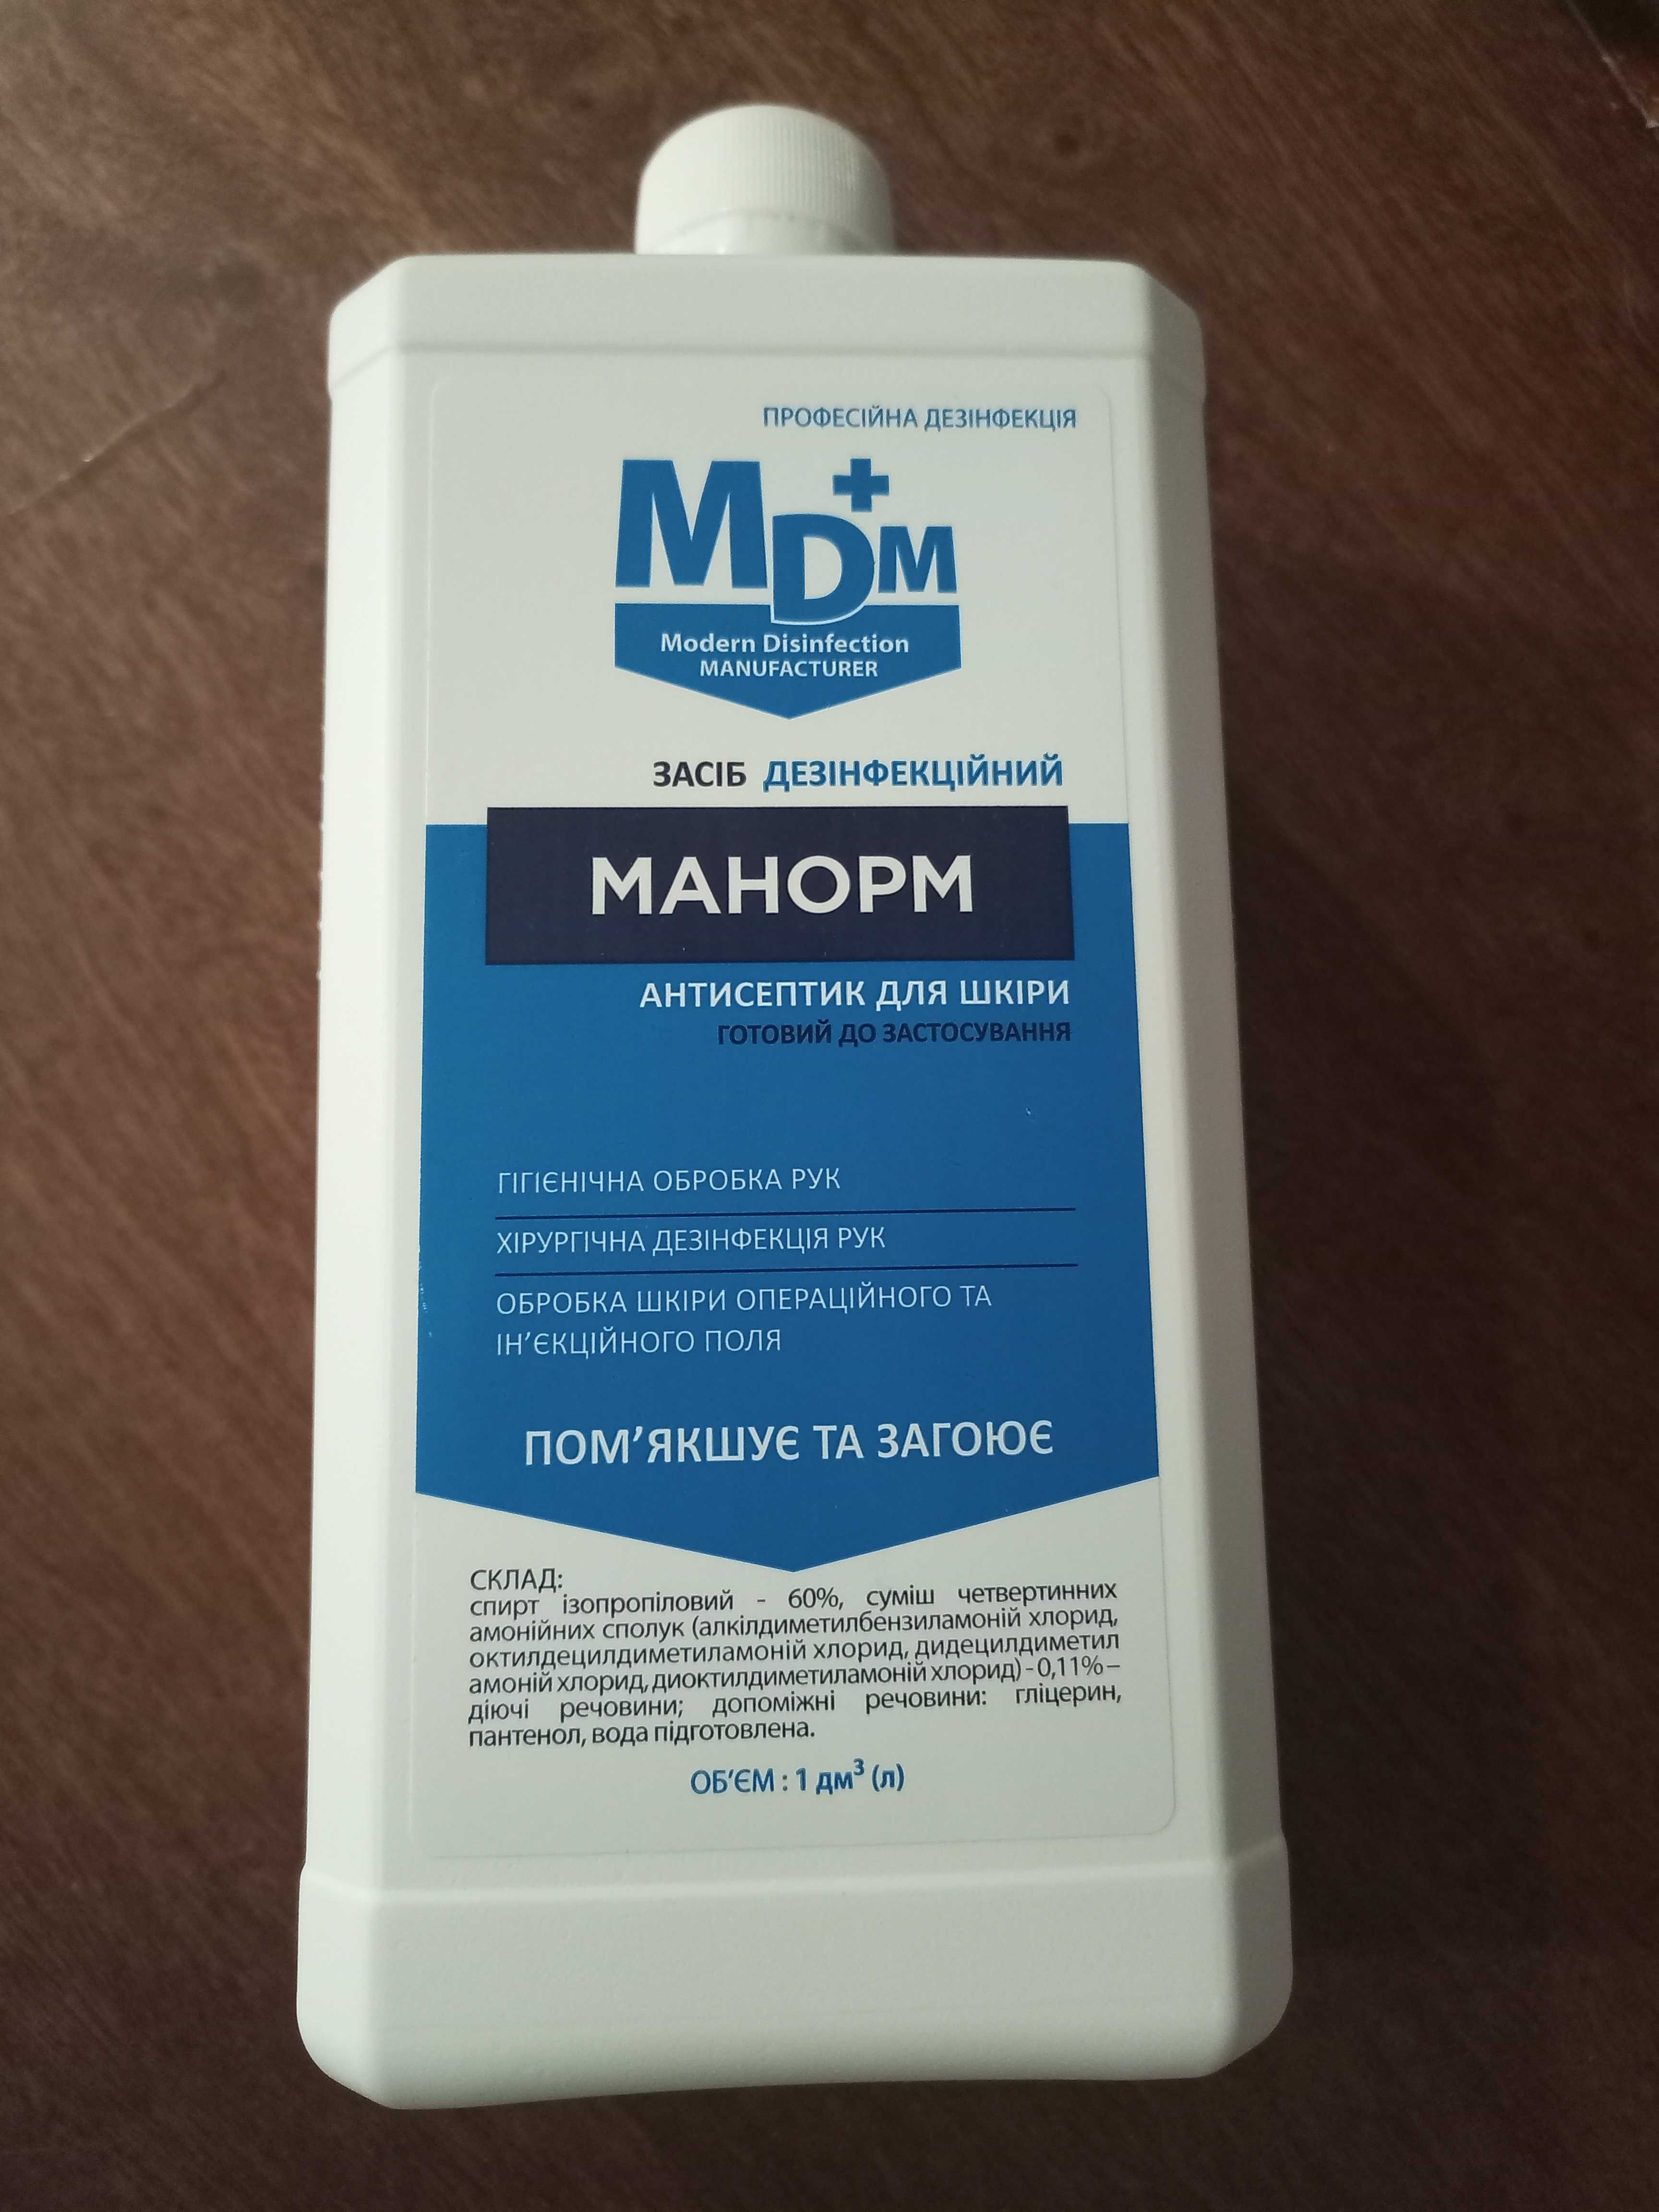 ПРОФЕСІЙНА ДЕЗІНФЕКЦІЯ
MDM
Modern Disinfection
MANUFACTURER
ЗАСІБ ДЕЗІНФЕКЦІЙНИЙ
МАНОРМ
АНТИСЕПТИК ДЛЯ ШКІРИ
ГОТОВИЙ ДО ЗАСТОСУВАННЯ
ГІГІЄНІЧНА ОБРОБКА РУК
ХІРУРГІЧНА ДЕЗІНФЕКЦІЯ РУК
ОБРОБКА ШКІРИ ОПЕРАЦІЙНОГО ТА
ІН’ЄКЦІЙНОГО ПОЛЯ
ПОМ’ЯКШУЄ ТА ЗАГОЮЄ
СКЛАД:
спирт ізопропіловий - 60%, суміш четвертинних
амонійних сполук (алкілдиметилбензиламоній хлорид,
октилдецилдиметиламоній хлорид, дидецилдиметил
амоній хлорид, диоктилдиметиламоній хлорид) - 0,11% –
діючі речовини; допоміжні речовини: гліцерин,
пантенол, вода підготовлена.
ОБ’ЄМ : 1 дм³ (л)